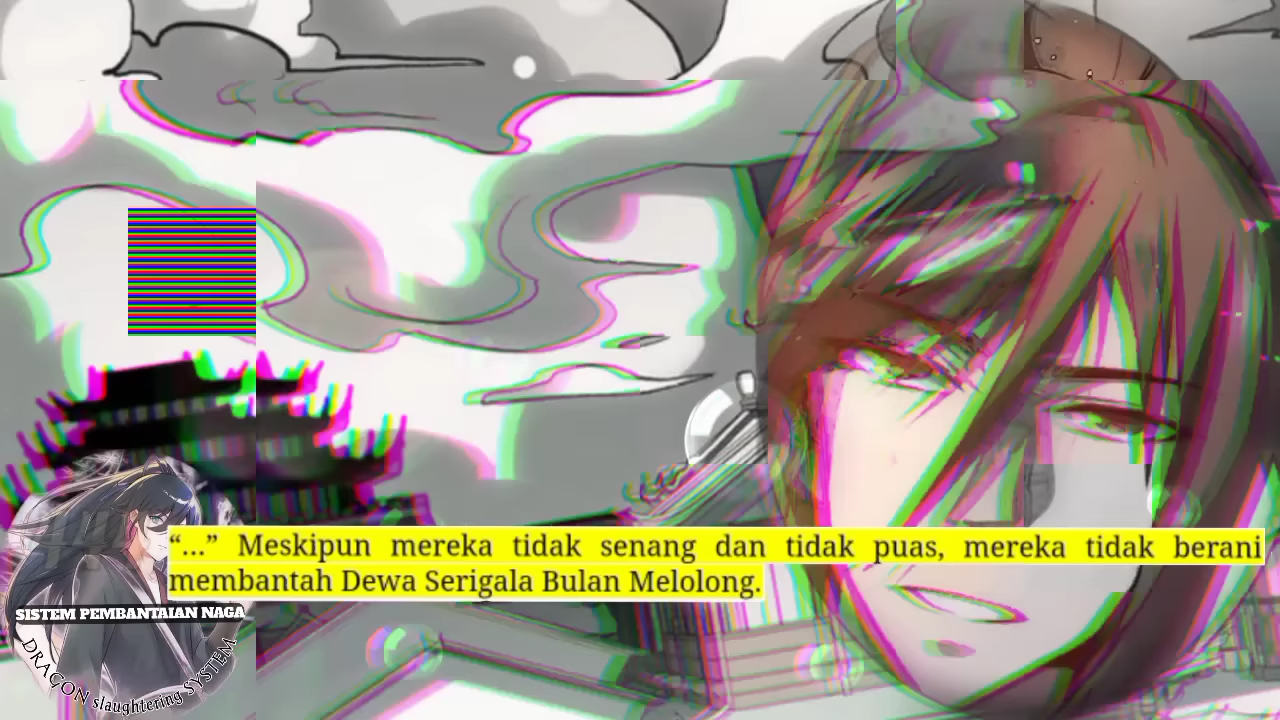 “...” Meskipun mereka tidak senang dan tidak puas, mereka tidak berani
membantah Dewa Serigala Bulan Melolong.
SISTEM PEMBANTAIAN NAGA
DRAGON slaughtering SYSTEM